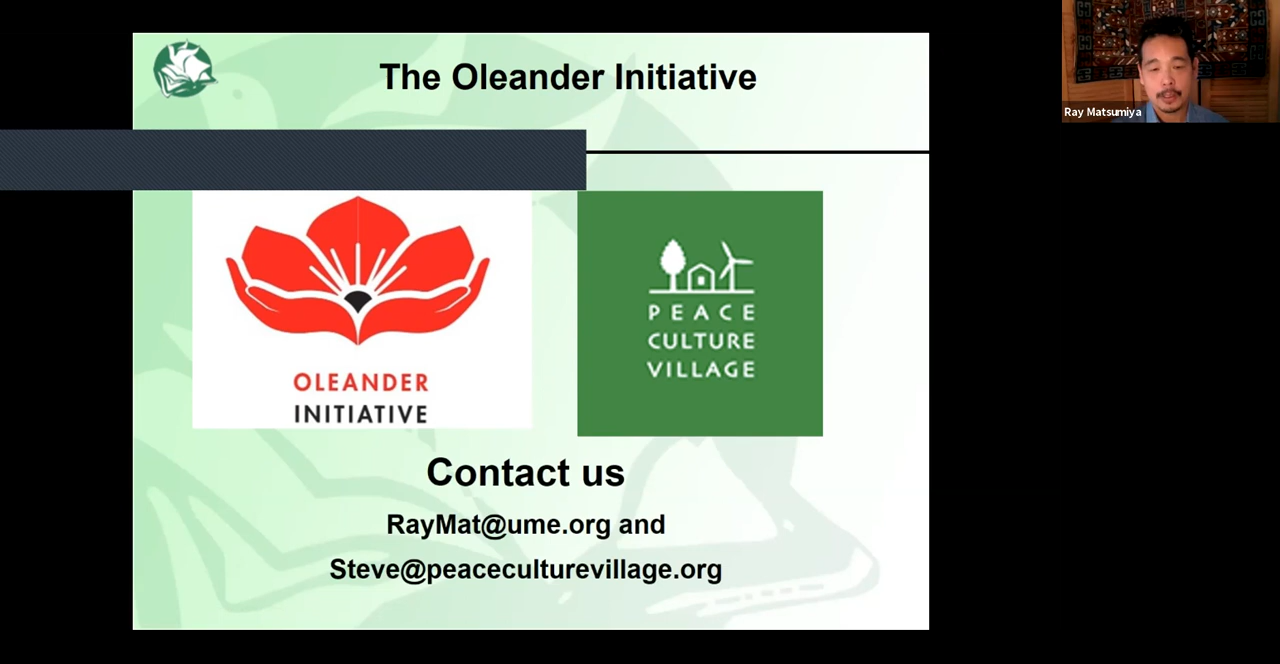 The Oleander Initiative
Ray Matsumiya
OLEANDER
INITIATIVE
PEACE
CULTURE
VILLAGE
Contact us
RayMat@ume.org and
Steve@peaceculturevillage.org